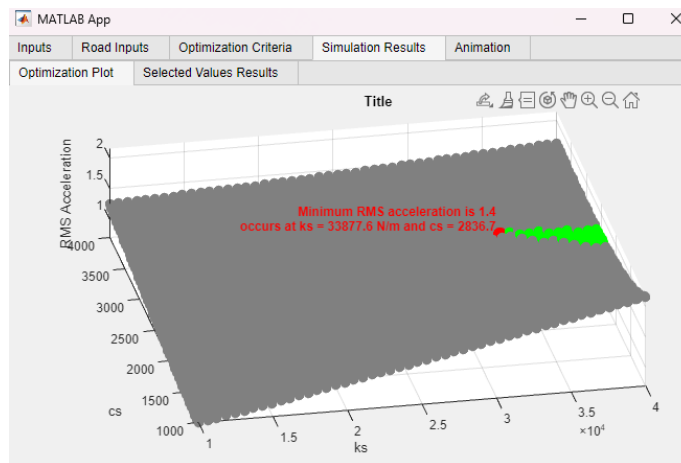 MATLAB App
Inputs Road Inputs Optimization Criteria Simulation Results Animation
Optimization Plot Selected Values Results
Title
RMS Acceleration
2
1.5
1
Minimum RMS acceleration is 1.4
occurs at ks = 33877.6 N/m and cs = 2836.7
4000
3500
3000
2500
2000
1500
1000
cs
1
1.5
2
2.5
3
3.5
4
×10⁴
ks